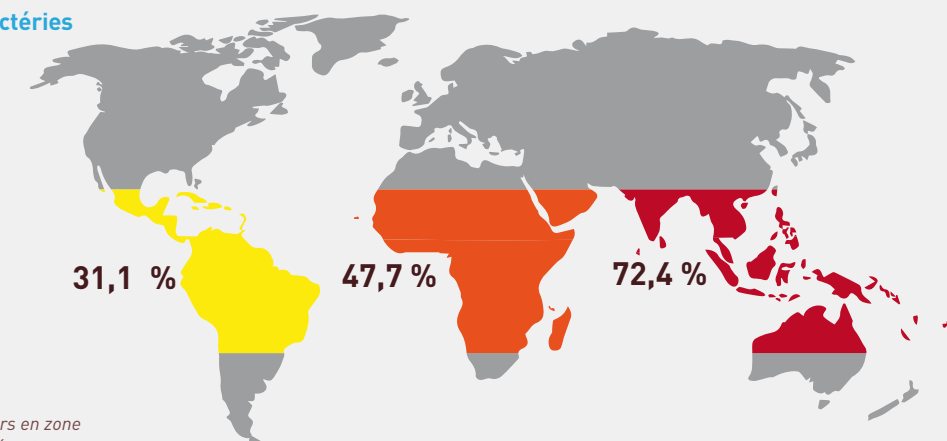 ctéries
31,1 %
47,7 %
72,4 %
rs en zone